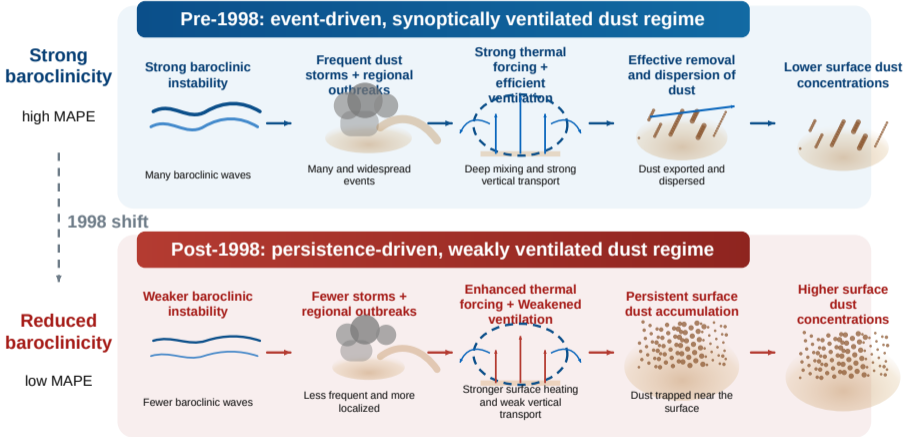 Pre-1998: event-driven, synoptically ventilated dust regime
Strong
baroclinicity
high MAPE
Strong baroclinic
instability
Many baroclinic waves
Frequent dust
storms + regional
outbreaks
Many and widespread
events
Strong thermal
forcing +
efficient
ventilation
Deep mixing and strong
vertical transport
Effective removal
and dispersion of
dust
Dust exported and
dispersed
Lower surface dust
concentrations
1998 shift
Post-1998: persistence-driven, weakly ventilated dust regime
Reduced
baroclinicity
low MAPE
Weaker baroclinic
instability
Fewer baroclinic waves
Fewer storms +
regional outbreaks
Less frequent and more
localized
Enhanced thermal
forcing + Weakened
ventilation
Stronger surface heating
and weak vertical
transport
Persistent surface
dust accumulation
Dust trapped near the
surface
Higher surface
dust
concentrations